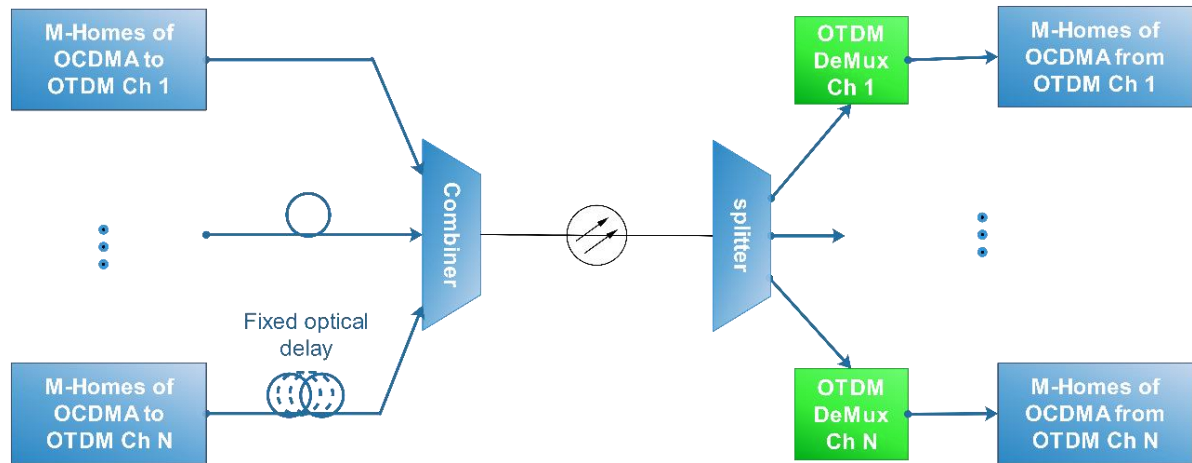 M-Homes of
OCDMA to
OTDM Ch 1
OTDM
DeMux
Ch 1
M-Homes of
OCDMA from
OTDM Ch 1
Combiner
splitter
Fixed optical
delay
M-Homes of
OCDMA to
OTDM Ch N
OTDM
DeMux
Ch N
M-Homes of
OCDMA from
OTDM Ch N